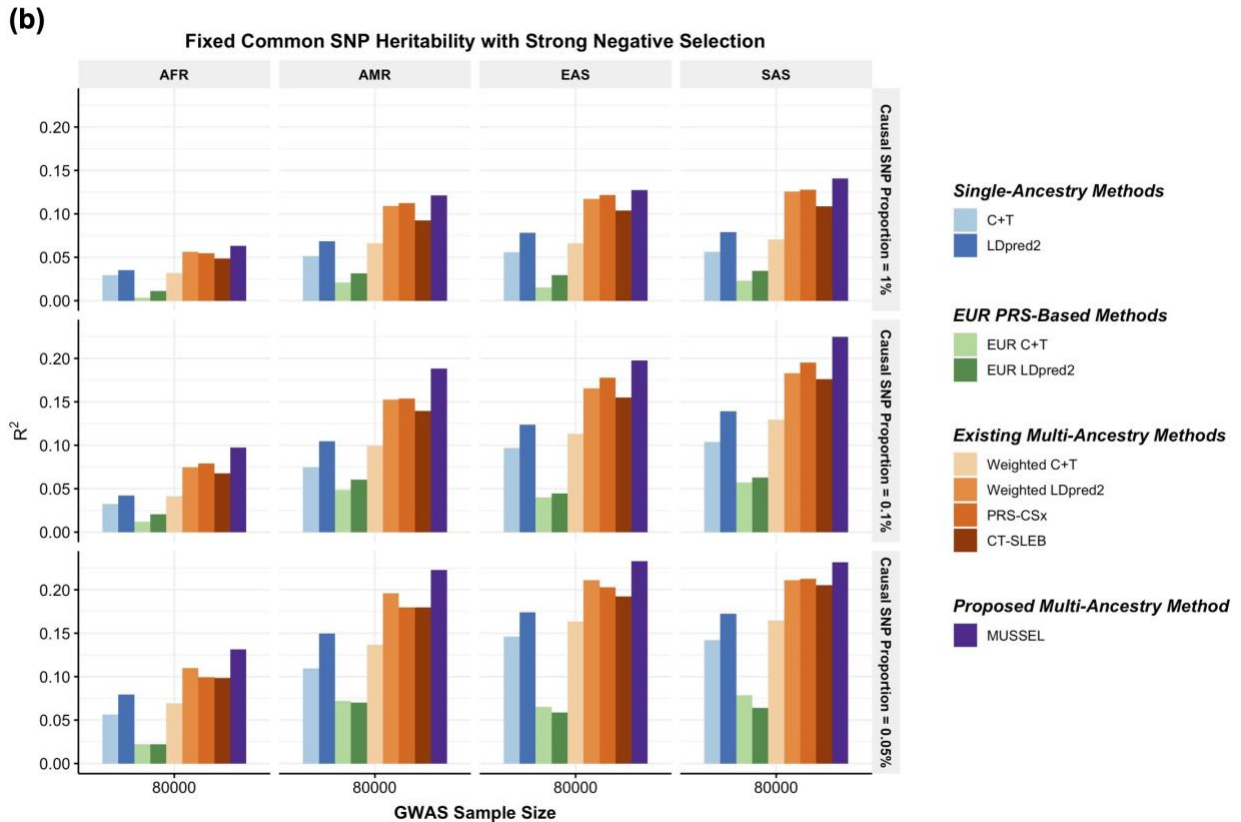 (b)
Fixed Common SNP Heritability with Strong Negative Selection
AFR
AMR
EAS
SAS
0.20
0.15
0.10
0.05
0.00
Causal SNP Proportion = 1%
0.20
0.15
0.10
0.05
0.00
Causal SNP Proportion = 0.1%
0.20
0.15
0.10
0.05
0.00
Causal SNP Proportion = 0.05%
R²
80000
80000
80000
80000
GWAS Sample Size
Single-Ancestry Methods
C+T
LDpred2
EUR PRS-Based Methods
EUR C+T
EUR LDpred2
Existing Multi-Ancestry Methods
Weighted C+T
Weighted LDpred2
PRS-CSx
CT-SLEB
Proposed Multi-Ancestry Method
MUSSEL